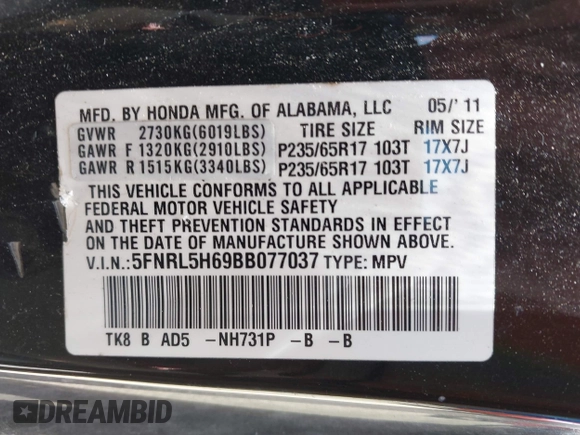 MFD. BY HONDA MFG. OF ALABAMA, LLC 05/' 11
GVWR 2730KG(6019LBS) TIRE SIZE RIM SIZE
GAWR F 1320KG(2910LBS) P235/65R17 103T 17X7J
GAWR R 1515KG(3340LBS) P235/65R17 103T 17X7J
THIS VEHICLE CONFORMS TO ALL APPLICABLE
FEDERAL MOTOR VEHICLE SAFETY
AND THEFT PREVENTION STANDARDS IN EFFECT
ON THE DATE OF MANUFACTURE SHOWN ABOVE.
V.I.N.:5FNRL5H69BB077037 TYPE: MPV
TK8 B AD5 -NH731P -B -B
DREAMBID